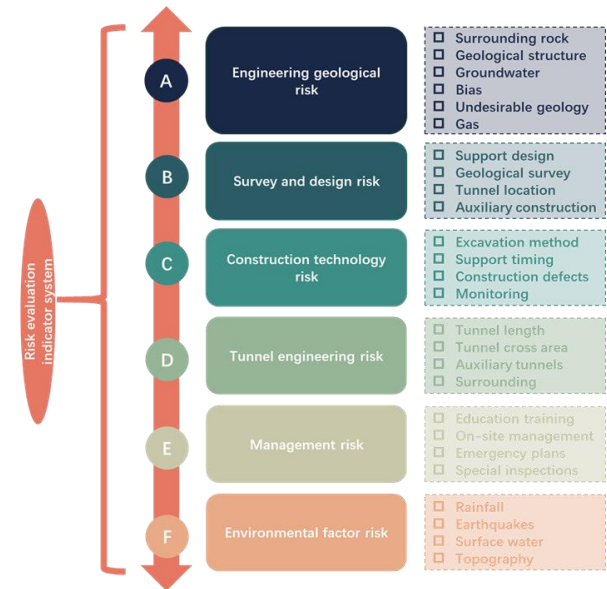 Risk evaluation
indicator system
A
Engineering geological
risk
Surrounding rock
Geological structure
Groundwater
Bias
Undesirable geology
Gas
B
Survey and design risk
Support design
Geological survey
Tunnel location
Auxiliary construction
C
Construction technology
risk
Excavation method
Support timing
Construction defects
Monitoring
D
Tunnel engineering risk
Tunnel length
Tunnel cross area
Auxiliary tunnels
Surrounding
E
Management risk
Education training
On-site management
Emergency plans
Special inspections
F
Environmental factor risk
Rainfall
Earthquakes
Surface water
Topography